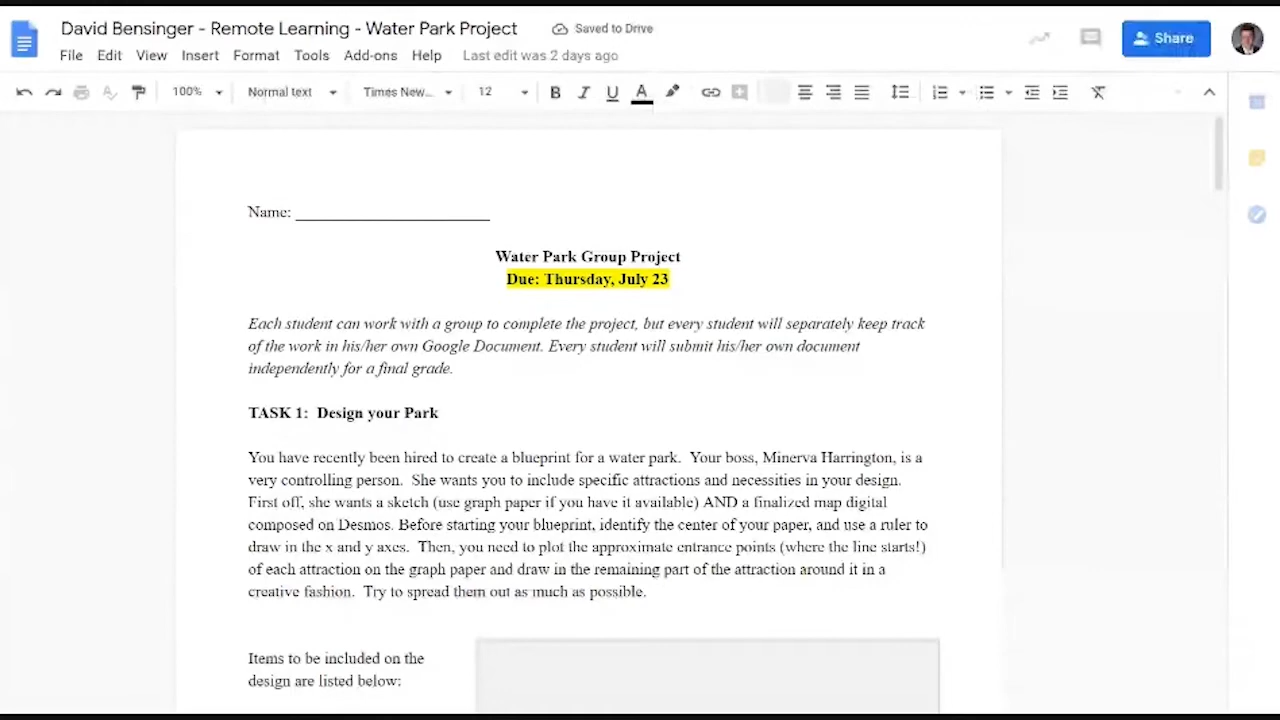 David Bensinger - Remote Learning - Water Park Project Saved to Drive
Share
File Edit View Insert Format Tools Add-ons Help Last edit was 2 days ago
100% Normal text Times New... 12 B I U A
Name: ______________________
Water Park Group Project
Due: Thursday, July 23
Each student can work with a group to complete the project, but every student will separately keep track
of the work in his/her own Google Document. Every student will submit his/her own document
independently for a final grade.
TASK 1: Design your Park
You have recently been hired to create a blueprint for a water park. Your boss, Minerva Harrington, is a
very controlling person. She wants you to include specific attractions and necessities in your design.
First off, she wants a sketch (use graph paper if you have it available) AND a finalized map digital
composed on Desmos. Before starting your blueprint, identify the center of your paper, and use a ruler to
draw in the x and y axes. Then, you need to plot the approximate entrance points (where the line starts!)
of each attraction on the graph paper and draw in the remaining part of the attraction around it in a
creative fashion. Try to spread them out as much as possible.
Items to be included on the
design are listed below: